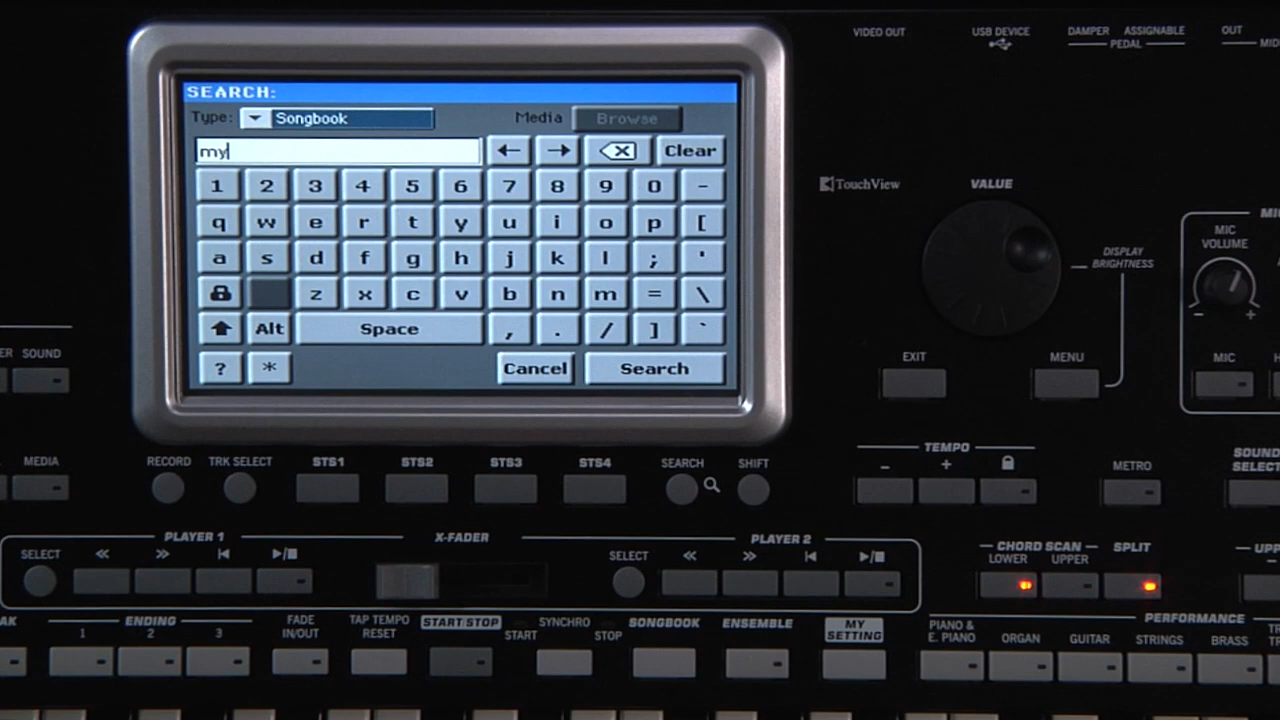 VIDEO OUT
USB DEVICE
DAMPER ASSIGNABLE
PEDAL
OUT
SEARCH:
Type: Songbook Media Browse
my Clear
1 2 3 4 5 6 7 8 9 0 -
q w e r t y u i o p [
a s d f g h j k l ; '
z x c v b n m = \
Alt Space , . / ] `
? * Cancel Search
TouchView
VALUE
DISPLAY
BRIGHTNESS
MIC
VOLUME
- +
EXIT MENU MIC
SOUND
MEDIA RECORD TRK SELECT STS1 STS2 STS3 STS4 SEARCH SHIFT
TEMPO
- +
METRO
SOUND
SELECT
PLAYER 1 X-FADER PLAYER 2
SELECT << >> SELECT << >>
CHORD SCAN SPLIT
LOWER UPPER
ENDING
1 2 3
FADE
IN/OUT
TAP TEMPO
RESET
START STOP
SYNCHRO
START STOP
SONGBOOK ENSEMBLE
MY
SETTING
PERFORMANCE
PIANO &
E. PIANO
ORGAN GUITAR STRINGS BRASS